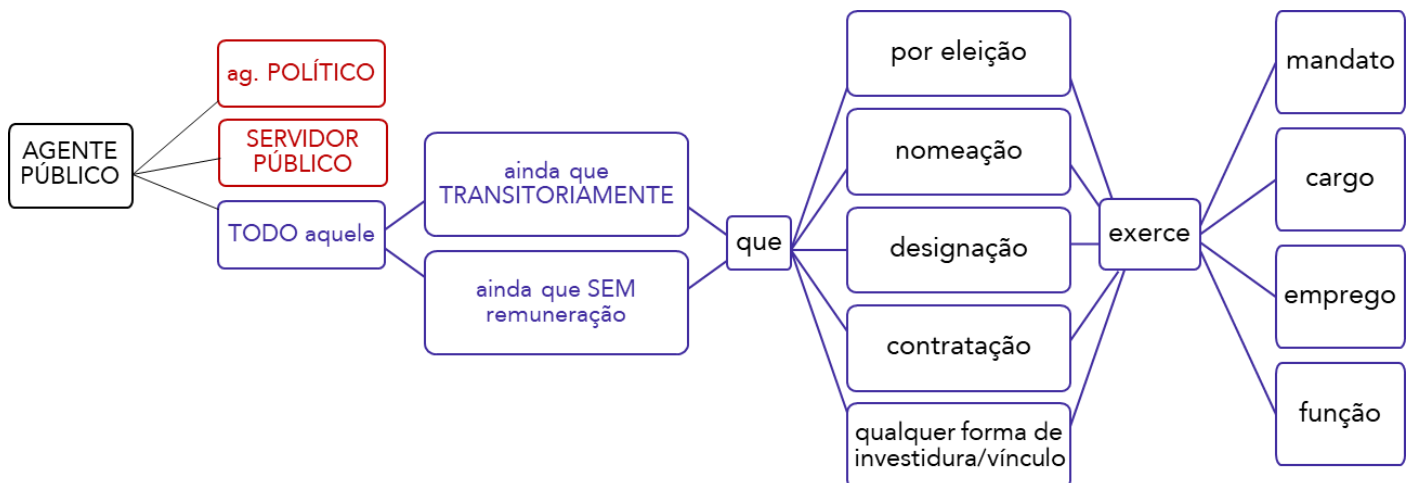 AGENTE
PÚBLICO
ag. POLÍTICO
SERVIDOR
PÚBLICO
TODO aquele
ainda que
TRANSITORIAMENTE
ainda que SEM
remuneração
que
por eleição
nomeação
designação
contratação
qualquer forma de
investidura/vínculo
exerce
mandato
cargo
emprego
função